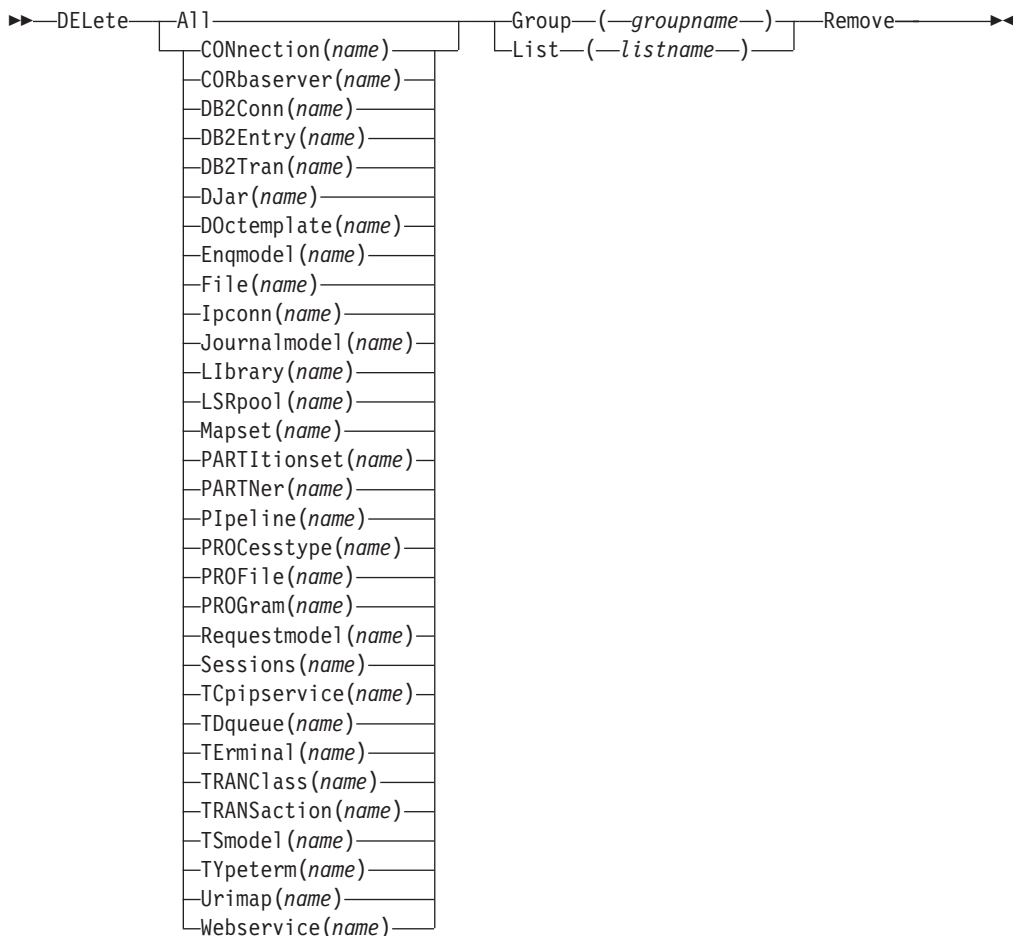 DELete All Group ( groupname ) Remove
CONnection(name) List ( listname )
CORbaserver(name)
DB2Conn(name)
DB2Entry(name)
DB2Tran(name)
DJar(name)
DOctemplate(name)
Enqmodel(name)
File(name)
Ipconn(name)
Journalmodel(name)
LIbrary(name)
LSRpool(name)
Mapset(name)
PARTItionset(name)
PARTNer(name)
PIpeline(name)
PROCesstype(name)
PROFile(name)
PROGram(name)
Requestmodel(name)
Sessions(name)
TCpipservice(name)
TDqueue(name)
TErminal(name)
TRANClass(name)
TRANSaction(name)
TSmodel(name)
TYpeterm(name)
Urimap(name)
Webservice(name)